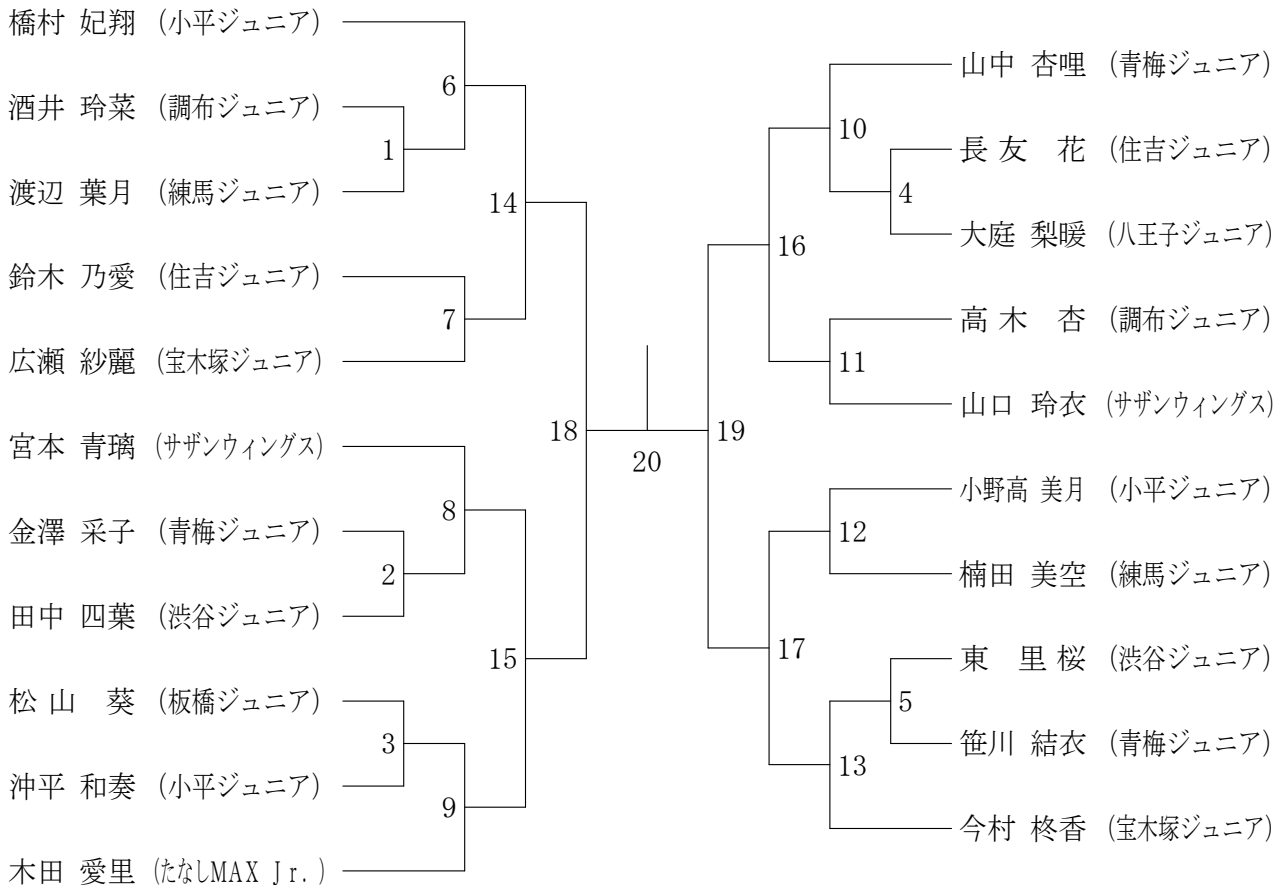 橋村 妃翔 (小平ジュニア)
6
酒井 玲菜 (調布ジュニア)
1
渡辺 葉月 (練馬ジュニア)
14
鈴木 乃愛 (住吉ジュニア)
7
広瀬 紗麗 (宝木塚ジュニア)
18
宮本 青璃 (サザンウィングス)
8
金澤 采子 (青梅ジュニア)
2
田中 四葉 (渋谷ジュニア)
15
松山 葵 (板橋ジュニア)
3
沖平 和奏 (小平ジュニア)
9
木田 愛里 (たなしMAX Jr.)
20
山中 杏哩 (青梅ジュニア)
10
長友 花 (住吉ジュニア)
4
大庭 梨暖 (八王子ジュニア)
16
高木 杏 (調布ジュニア)
11
山口 玲衣 (サザンウィングス)
19
小野高 美月 (小平ジュニア)
12
楠田 美空 (練馬ジュニア)
17
東 里桜 (渋谷ジュニア)
5
笹川 結衣 (青梅ジュニア)
13
今村 柊香 (宝木塚ジュニア)